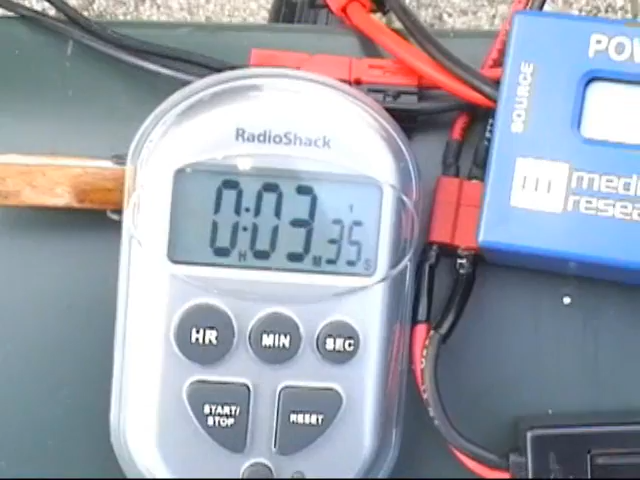 RadioShack
0:03 35
H M S
HR MIN SEC
START/
STOP
RESET
SOURCE
POW
med
resea